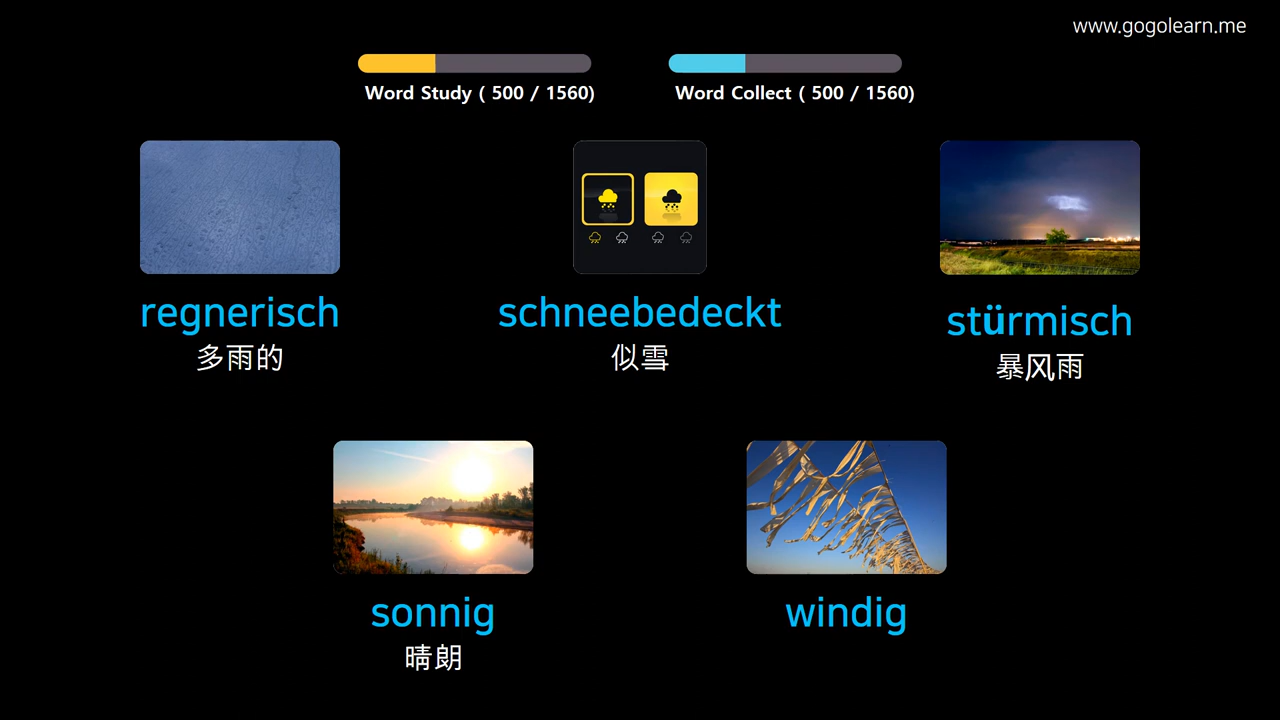 www.gogolearn.me
Word Study ( 500 / 1560)
Word Collect ( 500 / 1560)
regnerisch
多雨的
schneebedeckt
似雪
stürmisch
暴风雨
sonnig
晴朗
windig